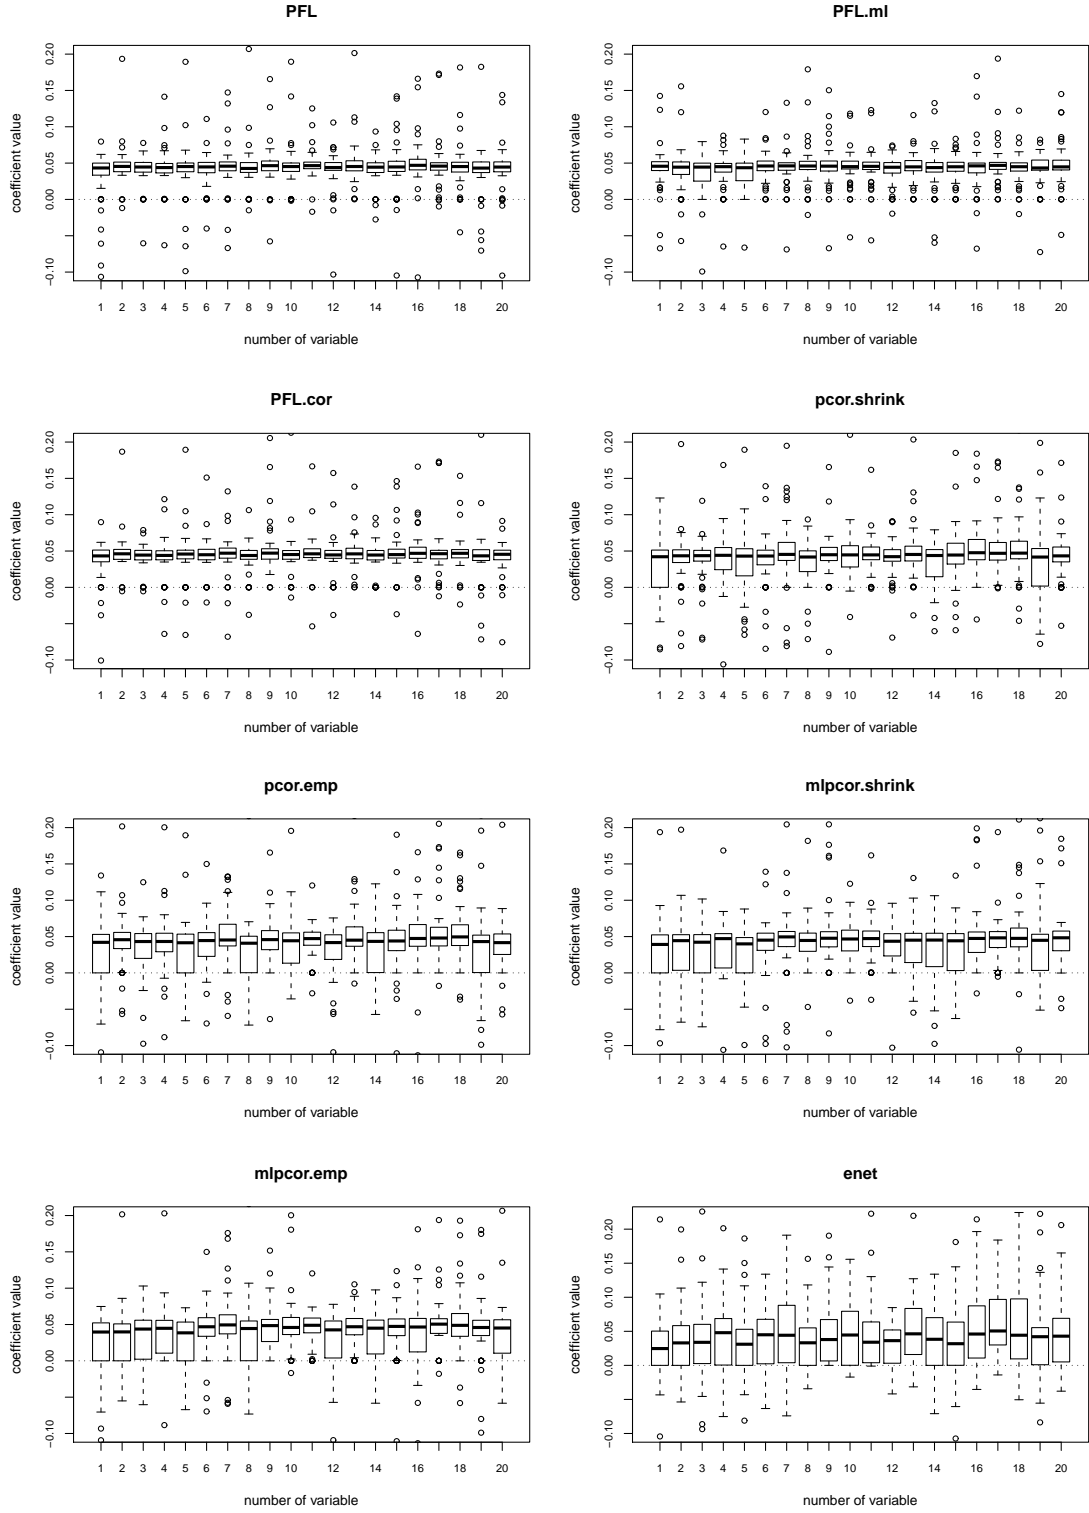 PFL
coefficient value
0.20
0.15
0.10
0.05
0.00
−0.10
1 2 3 4 5 6 7 8 9 10 12 14 16 18 20
number of variable
PFL.ml
coefficient value
0.20
0.15
0.10
0.05
0.00
−0.10
1 2 3 4 5 6 7 8 9 10 12 14 16 18 20
number of variable
PFL.cor
coefficient value
0.20
0.15
0.10
0.05
0.00
−0.10
1 2 3 4 5 6 7 8 9 10 12 14 16 18 20
number of variable
pcor.shrink
coefficient value
0.20
0.15
0.10
0.05
0.00
−0.10
1 2 3 4 5 6 7 8 9 10 12 14 16 18 20
number of variable
pcor.emp
coefficient value
0.20
0.15
0.10
0.05
0.00
−0.10
1 2 3 4 5 6 7 8 9 10 12 14 16 18 20
number of variable
mlpcor.shrink
coefficient value
0.20
0.15
0.10
0.05
0.00
−0.10
1 2 3 4 5 6 7 8 9 10 12 14 16 18 20
number of variable
mlpcor.emp
coefficient value
0.20
0.15
0.10
0.05
0.00
−0.10
1 2 3 4 5 6 7 8 9 10 12 14 16 18 20
number of variable
enet
coefficient value
0.20
0.15
0.10
0.05
0.00
−0.10
1 2 3 4 5 6 7 8 9 10 12 14 16 18 20
number of variable